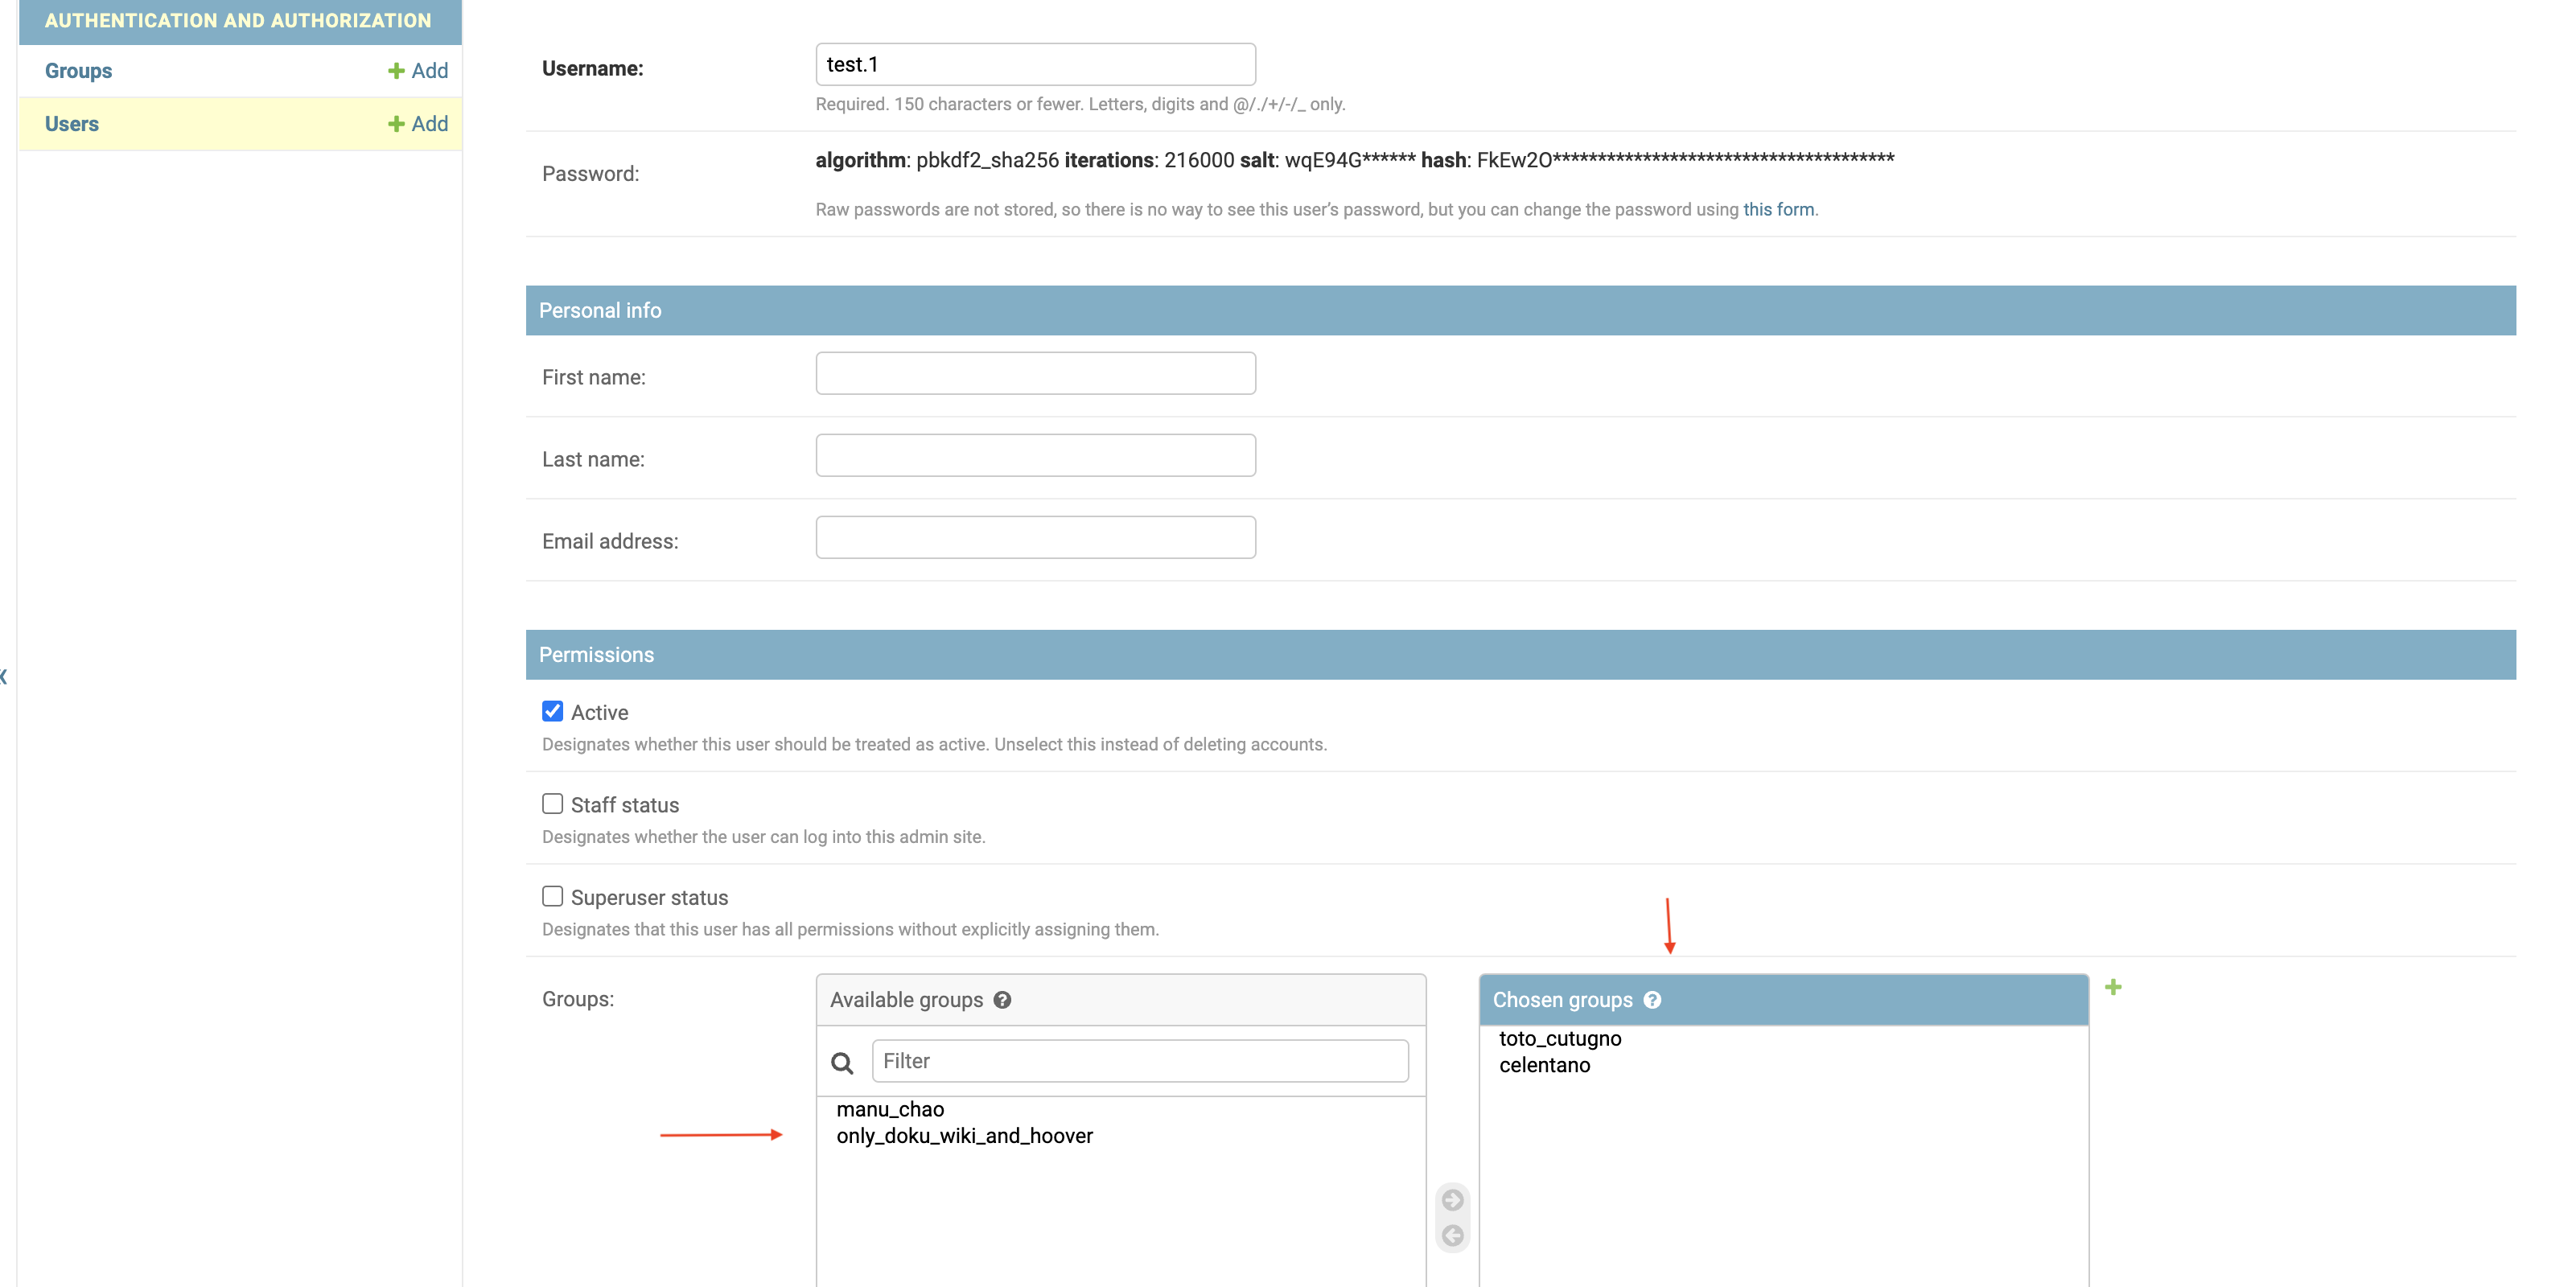 AUTHENTICATION AND AUTHORIZATION
Groups + Add
Users + Add
Username: test.1
Required. 150 characters or fewer. Letters, digits and @/./+/-/_ only.
Password: algorithm: pbkdf2_sha256 iterations: 216000 salt: wqE94G****** hash: FkEw2O**************************************
Raw passwords are not stored, so there is no way to see this user’s password, but you can change the password using this form.
Personal info
First name:
Last name:
Email address:
Permissions
Active
Designates whether this user should be treated as active. Unselect this instead of deleting accounts.
Staff status
Designates whether the user can log into this admin site.
Superuser status
Designates that this user has all permissions without explicitly assigning them.
Groups:
Available groups ?
Filter
manu_chao
only_doku_wiki_and_hoover
Chosen groups ?
toto_cutugno
celentano